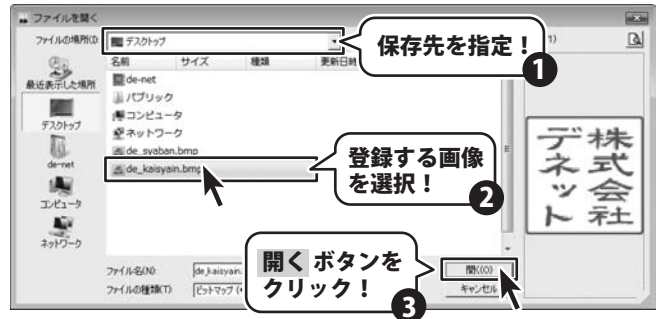 ファイルを開く
ファイルの場所(I):
デスクトップ
保存先を指定!
1
名前 サイズ 種類 更新日時
最近表示した場所
デスクトップ
de-net
コンピュータ
ネットワーク
de-net
パブリック
コンピュータ
ネットワーク
de_syaban.bmp
de_kaisyain.bmp
登録する画像
を選択!
2
株式会社
デネット
開く ボタンを
クリック!
3
ファイル名(N):
de_kaisyain
開く(O)
ファイルの種類(T):
ビットマップ
キャンセル